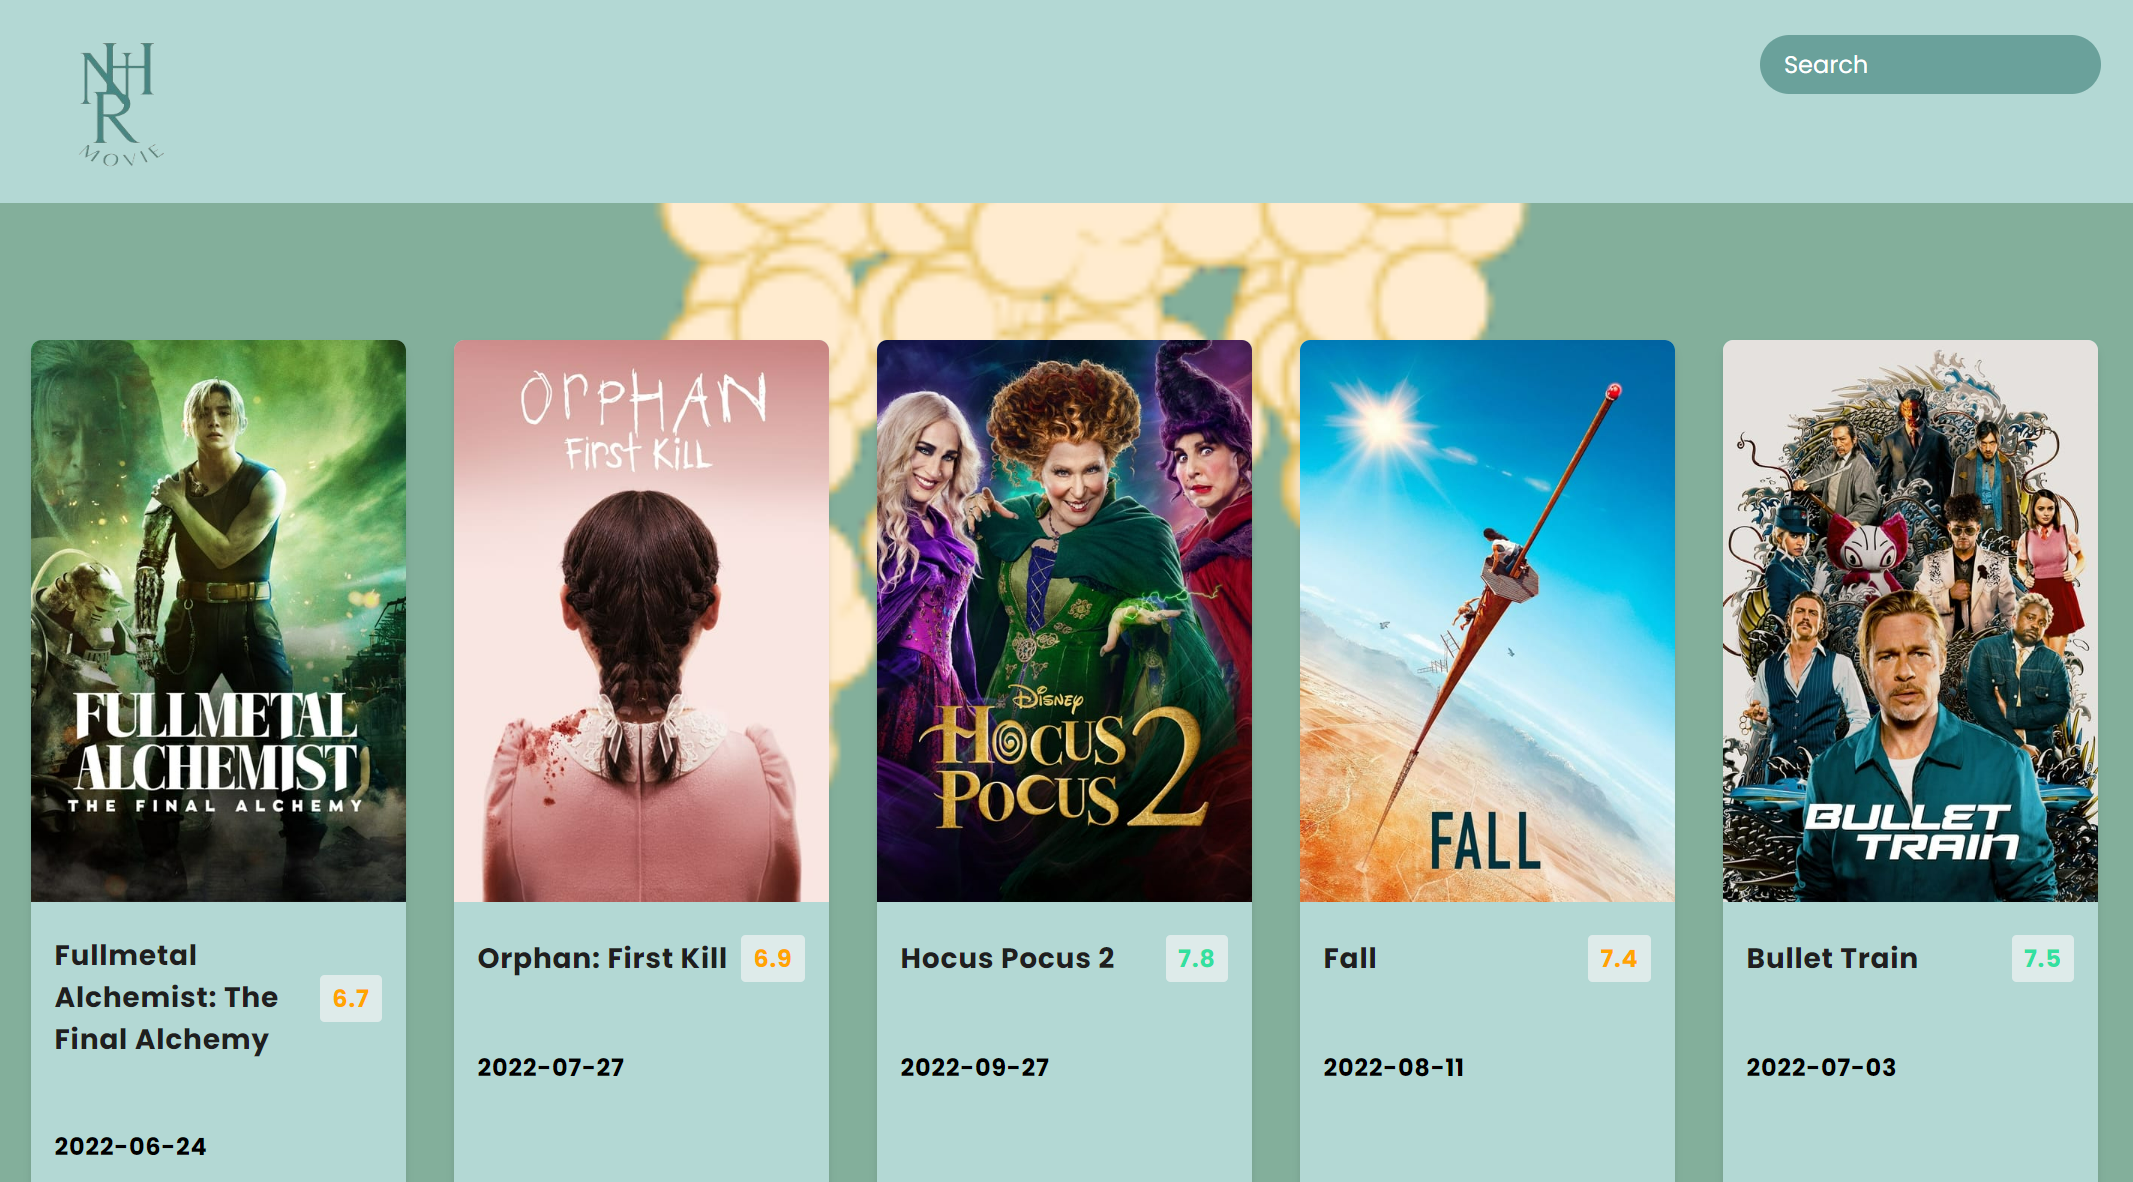 NHR
MOVIE
Search
FULLMETAL
ALCHEMIST
THE FINAL ALCHEMY
ORPHAN
First Kill
Disney
Hocus
Pocus 2
FALL
BULLET
TRAIN
Fullmetal
Alchemist: The
Final Alchemy
6.7
2022-06-24
Orphan: First Kill
6.9
2022-07-27
Hocus Pocus 2
7.8
2022-09-27
Fall
7.4
2022-08-11
Bullet Train
7.5
2022-07-03